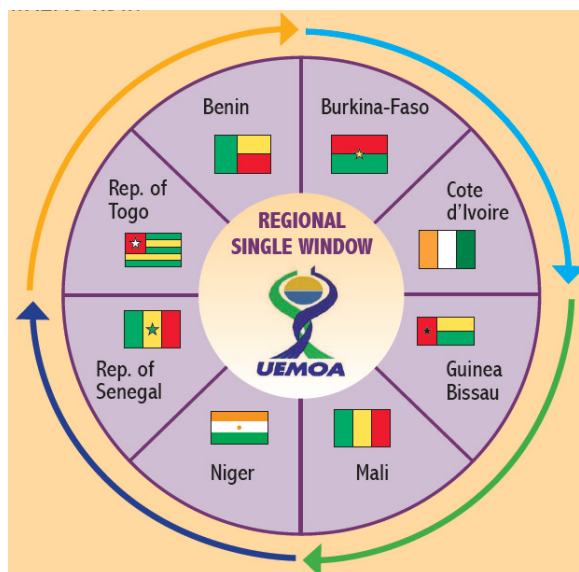 Benin
Burkina-Faso
Rep. of
Togo
Cote
d'Ivoire
REGIONAL
SINGLE WINDOW
UEMOA
Rep. of
Senegal
Guinea
Bissau
Niger
Mali